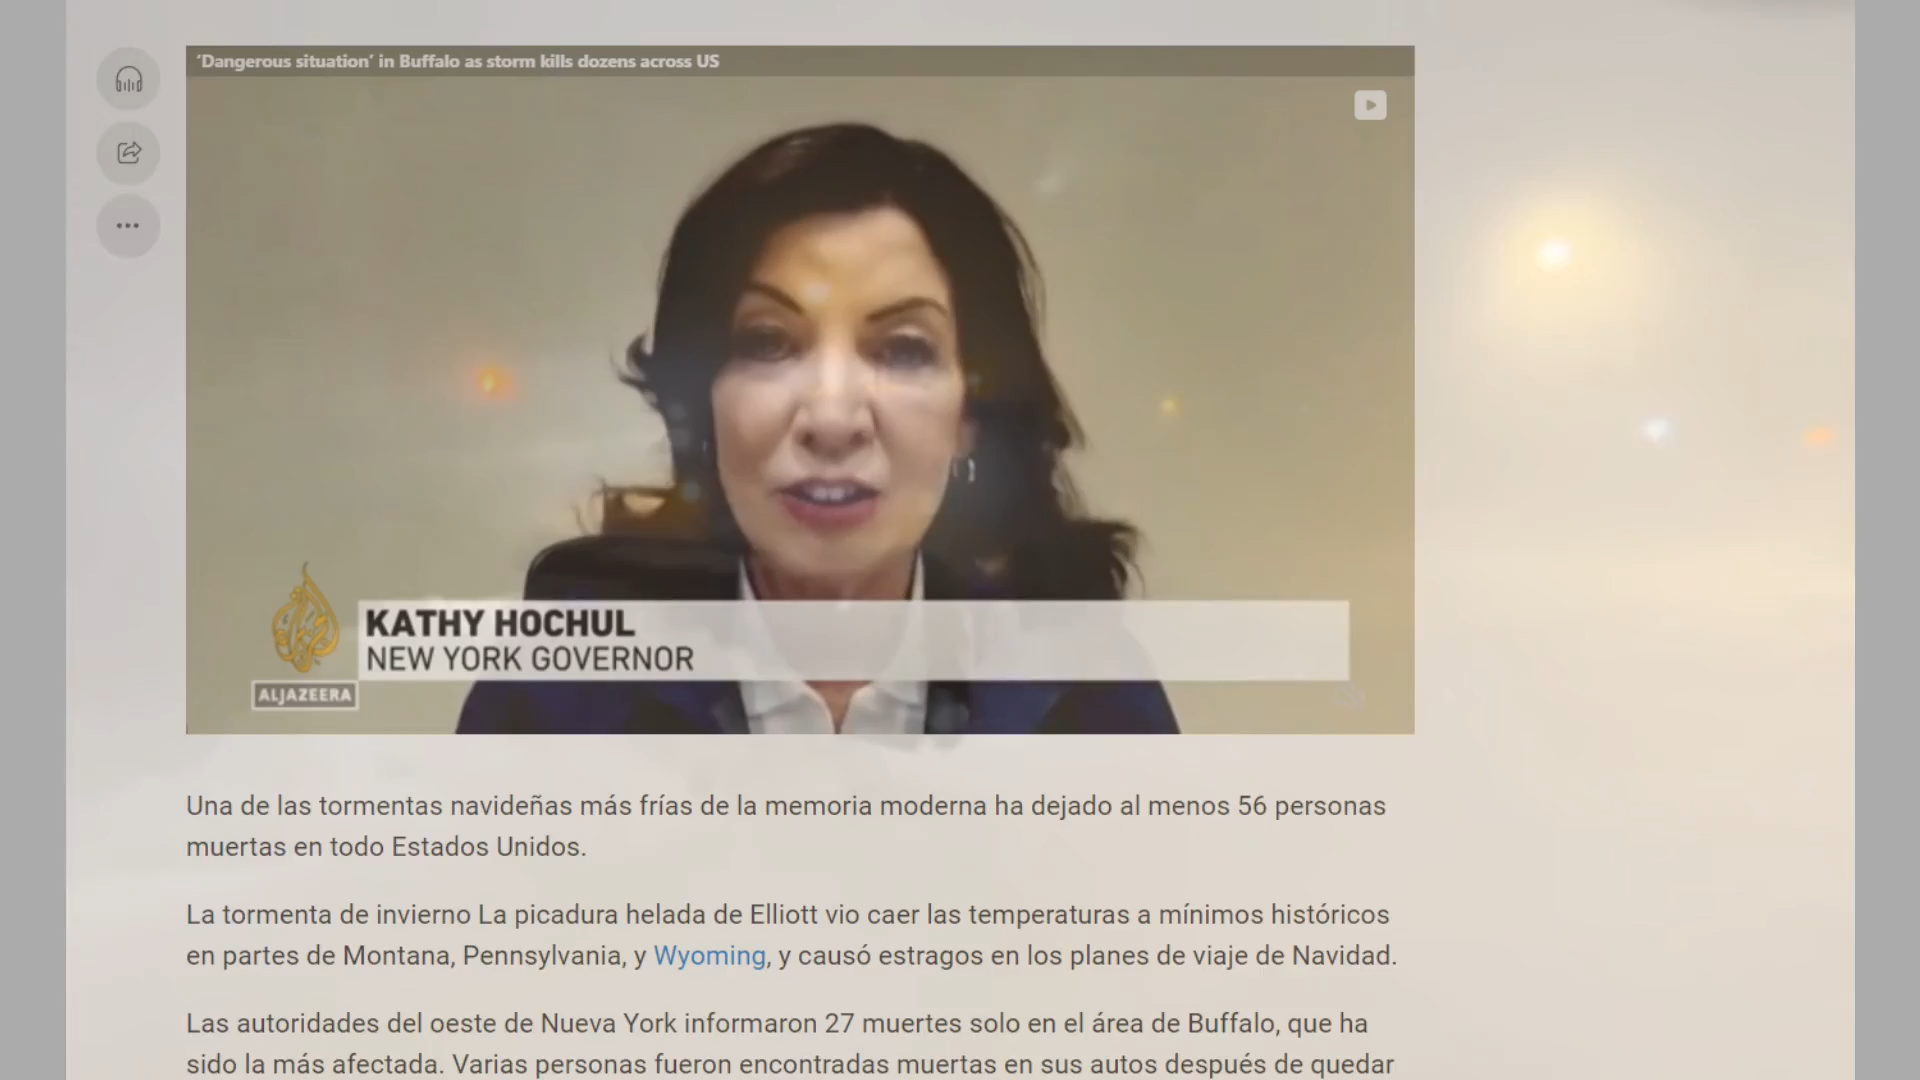 ‘Dangerous situation’ in Buffalo as storm kills dozens across US
KATHY HOCHUL
NEW YORK GOVERNOR
ALJAZEERA
Una de las tormentas navideñas más frías de la memoria moderna ha dejado al menos 56 personas
muertas en todo Estados Unidos.
La tormenta de invierno La picadura helada de Elliott vio caer las temperaturas a mínimos históricos
en partes de Montana, Pennsylvania, y Wyoming, y causó estragos en los planes de viaje de Navidad.
Las autoridades del oeste de Nueva York informaron 27 muertes solo en el área de Buffalo, que ha
sido la más afectada. Varias personas fueron encontradas muertas en sus autos después de quedar